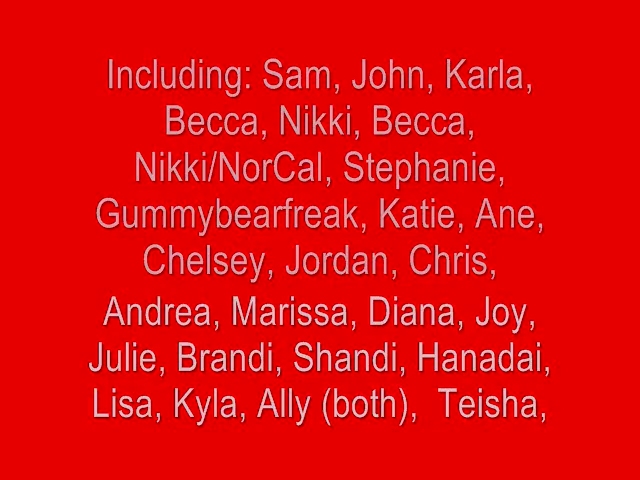 Including: Sam, John, Karla,
Becca, Nikki, Becca,
Nikki/NorCal, Stephanie,
Gummybearfreak, Katie, Ane,
Chelsey, Jordan, Chris,
Andrea, Marissa, Diana, Joy,
Julie, Brandi, Shandi, Hanadai,
Lisa, Kyla, Ally (both),  Teisha,